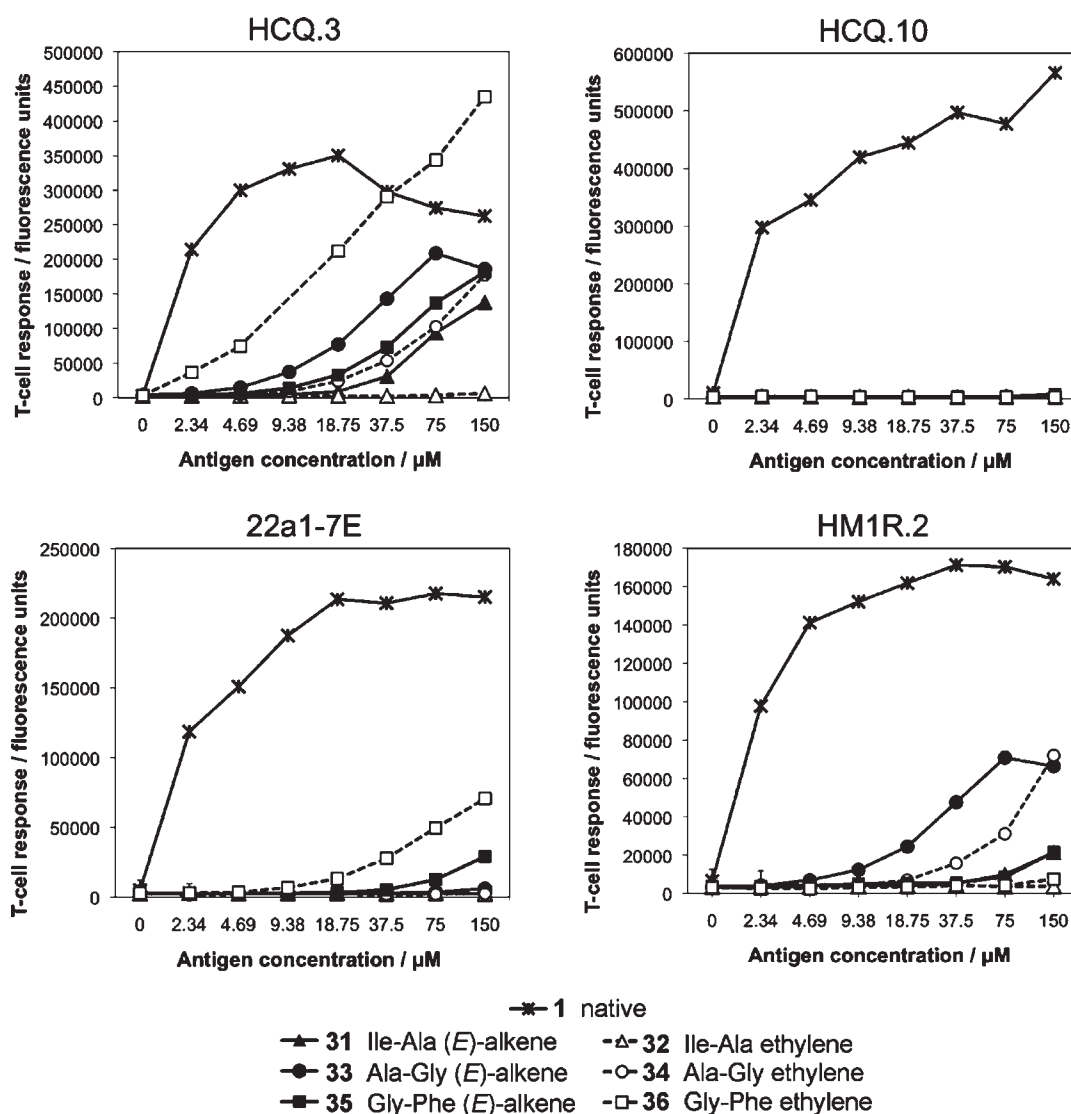 HCQ.3
T-cell response / fluorescence units
500000
450000
400000
350000
300000
250000
200000
150000
100000
50000
0
0 2.34 4.69 9.38 18.75 37.5 75 150
Antigen concentration / µM
HCQ.10
T-cell response / fluorescence units
600000
500000
400000
300000
200000
100000
0
0 2.34 4.69 9.38 18.75 37.5 75 150
Antigen concentration / µM
22a1-7E
T-cell response / fluorescence units
250000
200000
150000
100000
50000
0
0 2.34 4.69 9.38 18.75 37.5 75 150
Antigen concentration / µM
HM1R.2
T-cell response / fluorescence units
180000
160000
140000
120000
100000
80000
60000
40000
20000
0
0 2.34 4.69 9.38 18.75 37.5 75 150
Antigen concentration / µM
1 native
31 Ile-Ala (E)-alkene
32 Ile-Ala ethylene
33 Ala-Gly (E)-alkene
34 Ala-Gly ethylene
35 Gly-Phe (E)-alkene
36 Gly-Phe ethylene